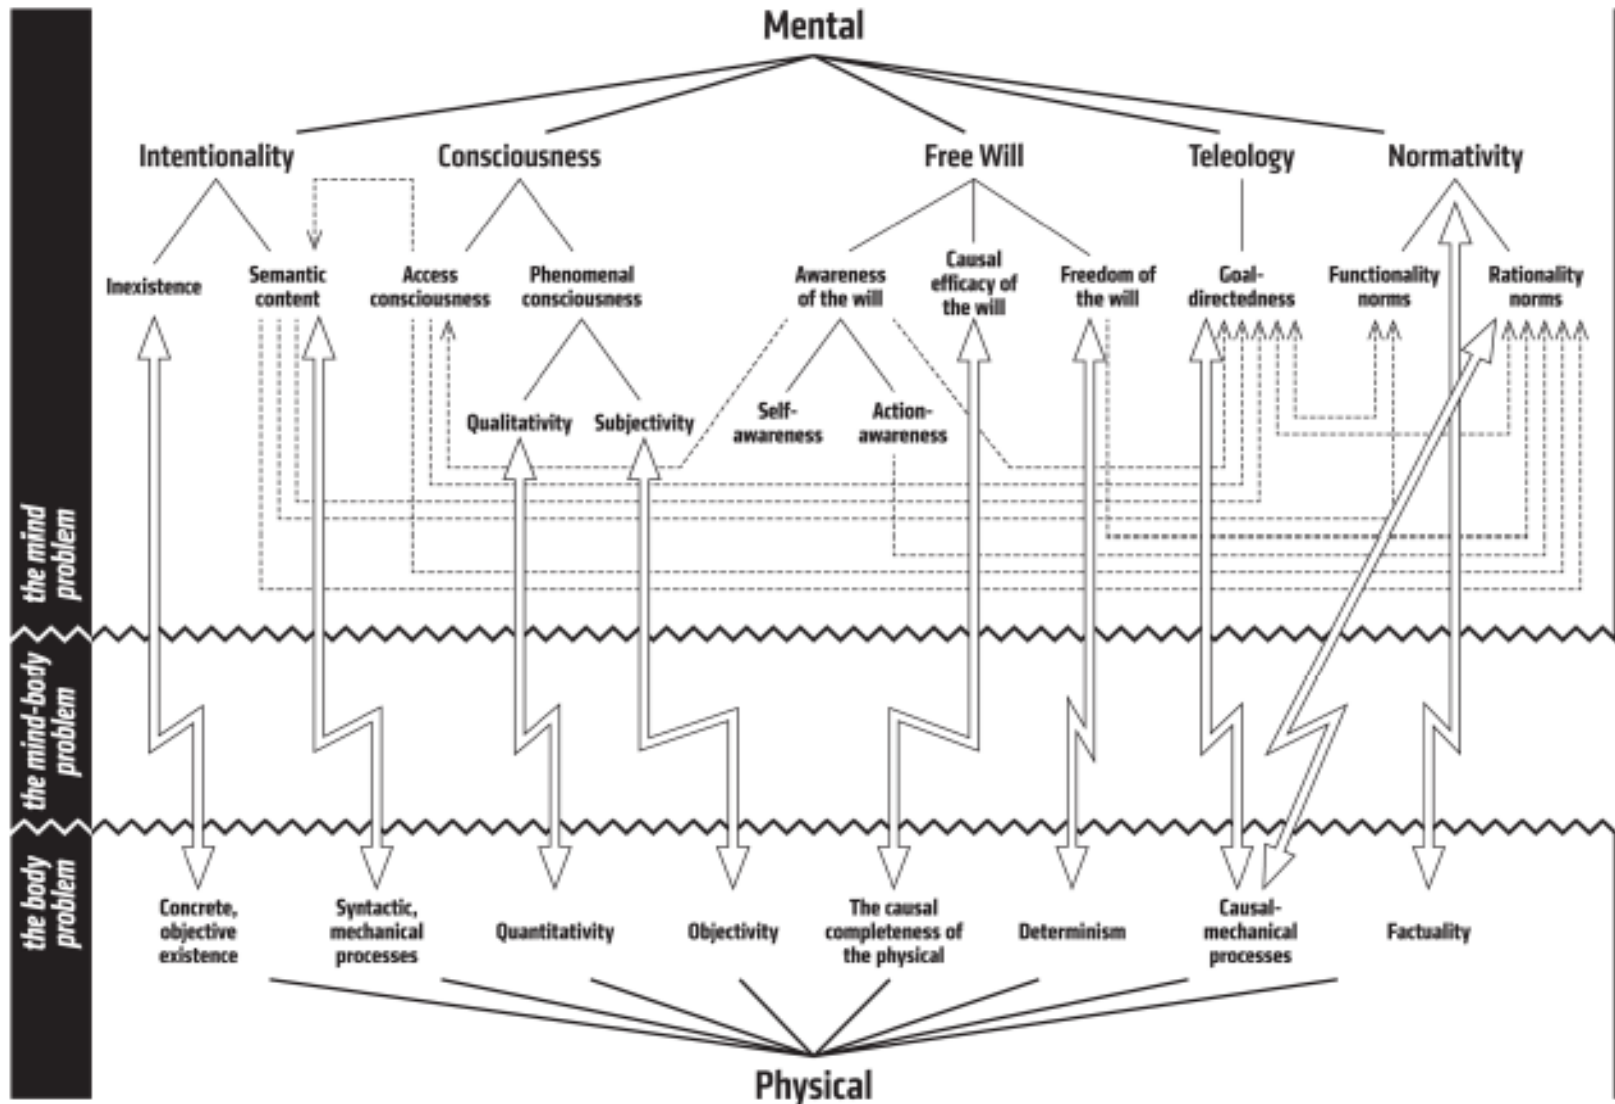 Mental
Intentionality
Consciousness
Free Will
Teleology
Normativity
Inexistence
Semantic
content
Access
consciousness
Phenomenal
consciousness
Awareness
of the will
Causal
efficacy of
the will
Freedom of
the will
Goal-
directedness
Functionality
norms
Rationality
norms
Qualitativity
Subjectivity
Self-
awareness
Action-
awareness
the mind
problem
the mind-body
problem
the body
problem
Concrete,
objective
existence
Syntactic,
mechanical
processes
Quantitativity
Objectivity
The causal
completeness of
the physical
Determinism
Causal-
mechanical
processes
Factuality
Physical